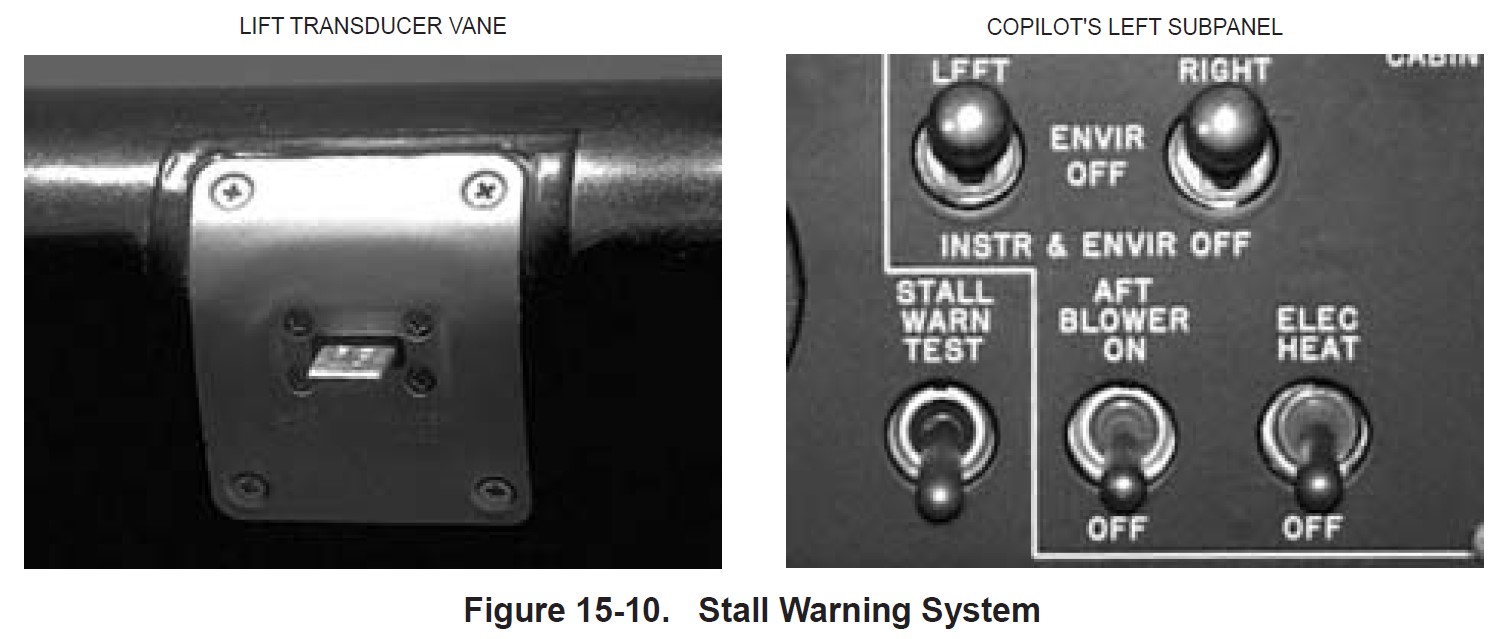 LIFT TRANSDUCER VANE
COPILOT'S LEFT SUBPANEL
CABIN
LEFT
RIGHT
ENVIR
OFF
INSTR & ENVIR OFF
STALL
WARN
TEST
AFT
BLOWER
ON
ELEC
HEAT
OFF
OFF
Figure 15-10. Stall Warning System